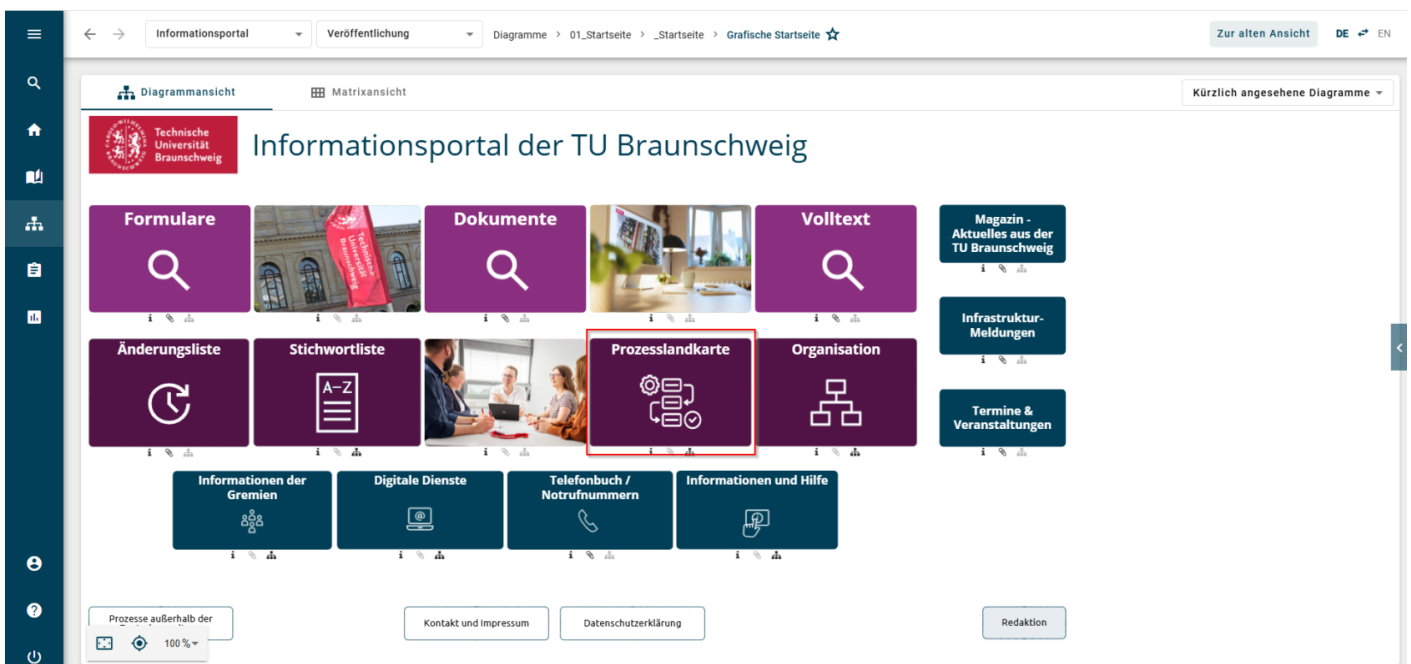 Informationsportal
Veröffentlichung
Diagramme > 01_Startseite > _Startseite > Grafische Startseite
Zur alten Ansicht
DE
EN
Diagrammansicht
Matrixansicht
Kürzlich angesehene Diagramme
Technische
Universität
Braunschweig
Informationsportal der TU Braunschweig
Formulare
Technische
Universität
Braunschweig
Dokumente
Volltext
Magazin -
Aktuelles aus der
TU Braunschweig
Infrastruktur-
Meldungen
Änderungsliste
Stichwortliste
A–Z
Prozesslandkarte
Organisation
Termine &
Veranstaltungen
Informationen der
Gremien
Digitale Dienste
Telefonbuch /
Notrufnummern
Informationen und Hilfe
Prozesse außerhalb der
Kontakt und Impressum
Datenschutzerklärung
Redaktion
100 %